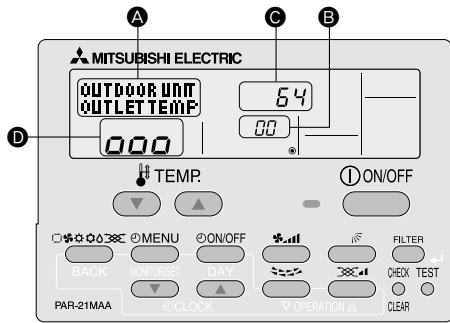 A C B
MITSUBISHI ELECTRIC
OUTDOOR UNIT
OUTLET TEMP
64
00
D
000
TEMP.
ON/OFF
MENU ON/OFF FILTER
BACK MONITOR/SET DAY CHECK TEST
PAR-21MAA CLOCK OPERATION CLEAR